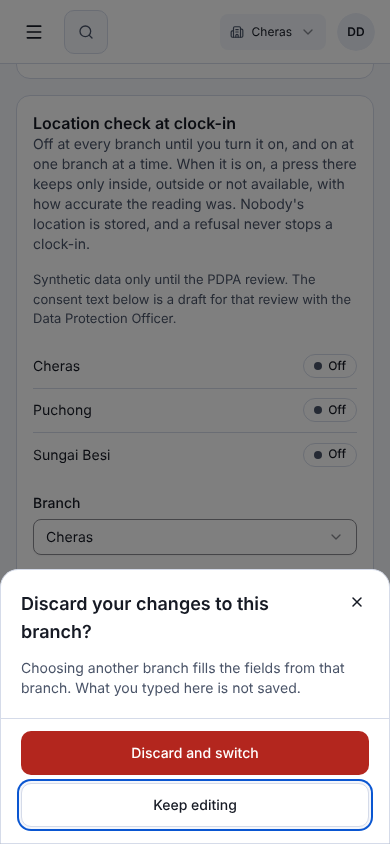 Cheras
DD
Location check at clock-in
Off at every branch until you turn it on, and on at
one branch at a time. When it is on, a press there
keeps only inside, outside or not available, with
how accurate the reading was. Nobody's
location is stored, and a refusal never stops a
clock-in.
Synthetic data only until the PDPA review. The
consent text below is a draft for that review with the
Data Protection Officer.
Cheras
Off
Puchong
Off
Sungai Besi
Off
Branch
Cheras
Discard your changes to this
branch?
Choosing another branch fills the fields from that
branch. What you typed here is not saved.
Discard and switch
Keep editing